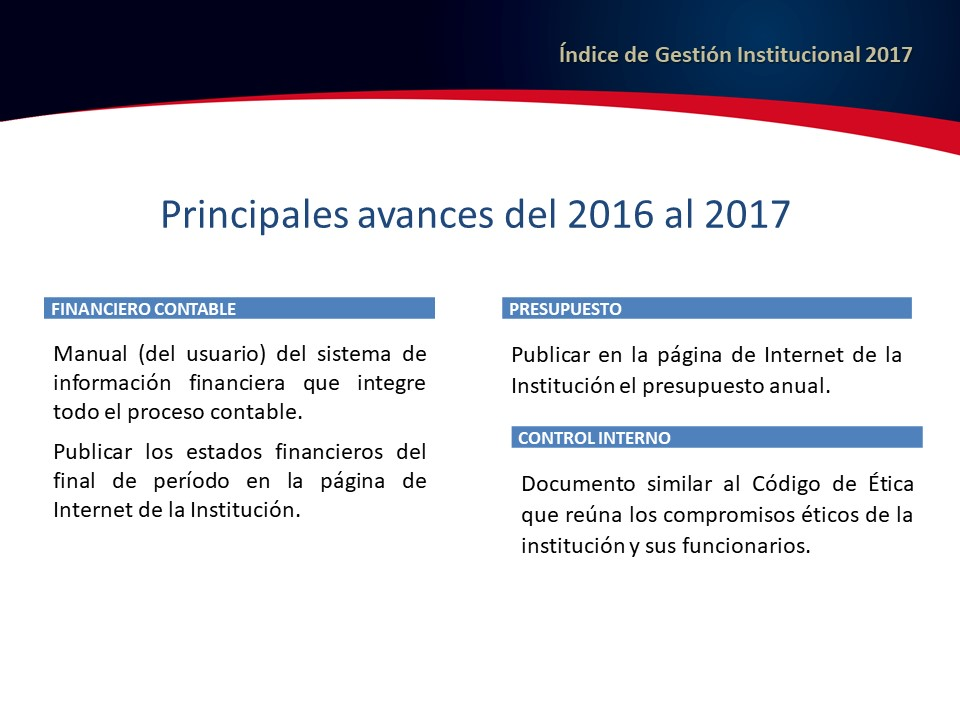 Índice de Gestión Institucional 2017
Principales avances del 2016 al 2017
FINANCIERO CONTABLE
Manual (del usuario) del sistema de
información financiera que integre
todo el proceso contable.
Publicar los estados financieros del
final de período en la página de
Internet de la Institución.
PRESUPUESTO
Publicar en la página de Internet de la
Institución el presupuesto anual.
CONTROL INTERNO
Documento similar al Código de Ética
que reúna los compromisos éticos de la
institución y sus funcionarios.